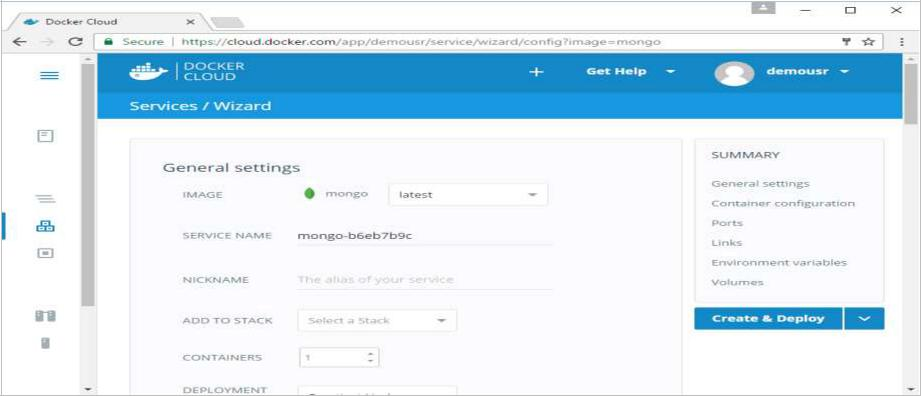 Docker Cloud
Secure | https://cloud.docker.com/app/demousr/service/wizard/config?image=mongo
DOCKER
CLOUD
+ Get Help demousr
Services / Wizard
General settings
IMAGE mongo latest
SERVICE NAME mongo-b6eb7b9c
NICKNAME The alias of your service
ADD TO STACK Select a Stack
CONTAINERS 1
DEPLOYMENT
SUMMARY
General settings
Container configuration
Ports
Links
Environment variables
Volumes
Create & Deploy